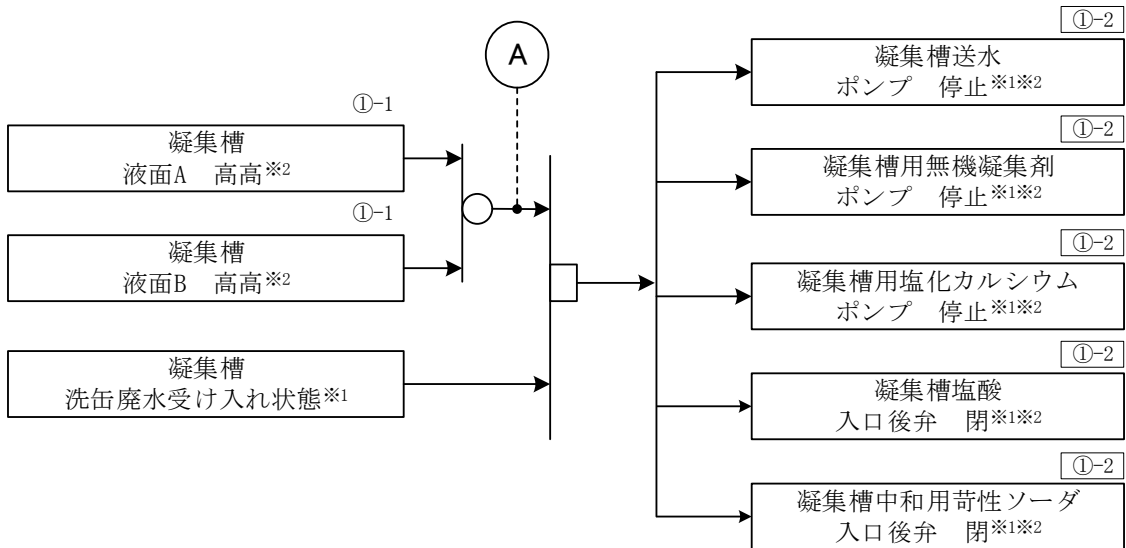 A
①-1
凝集槽
液面A 高高※2
①-1
凝集槽
液面B 高高※2
凝集槽
洗缶廃水受け入れ状態※1
①-2
凝集槽送水
ポンプ 停止※1※2
①-2
凝集槽用無機凝集剤
ポンプ 停止※1※2
①-2
凝集槽用塩化カルシウム
ポンプ 停止※1※2
①-2
凝集槽塩酸
入口後弁 閉※1※2
①-2
凝集槽中和用苛性ソーダ
入口後弁 閉※1※2